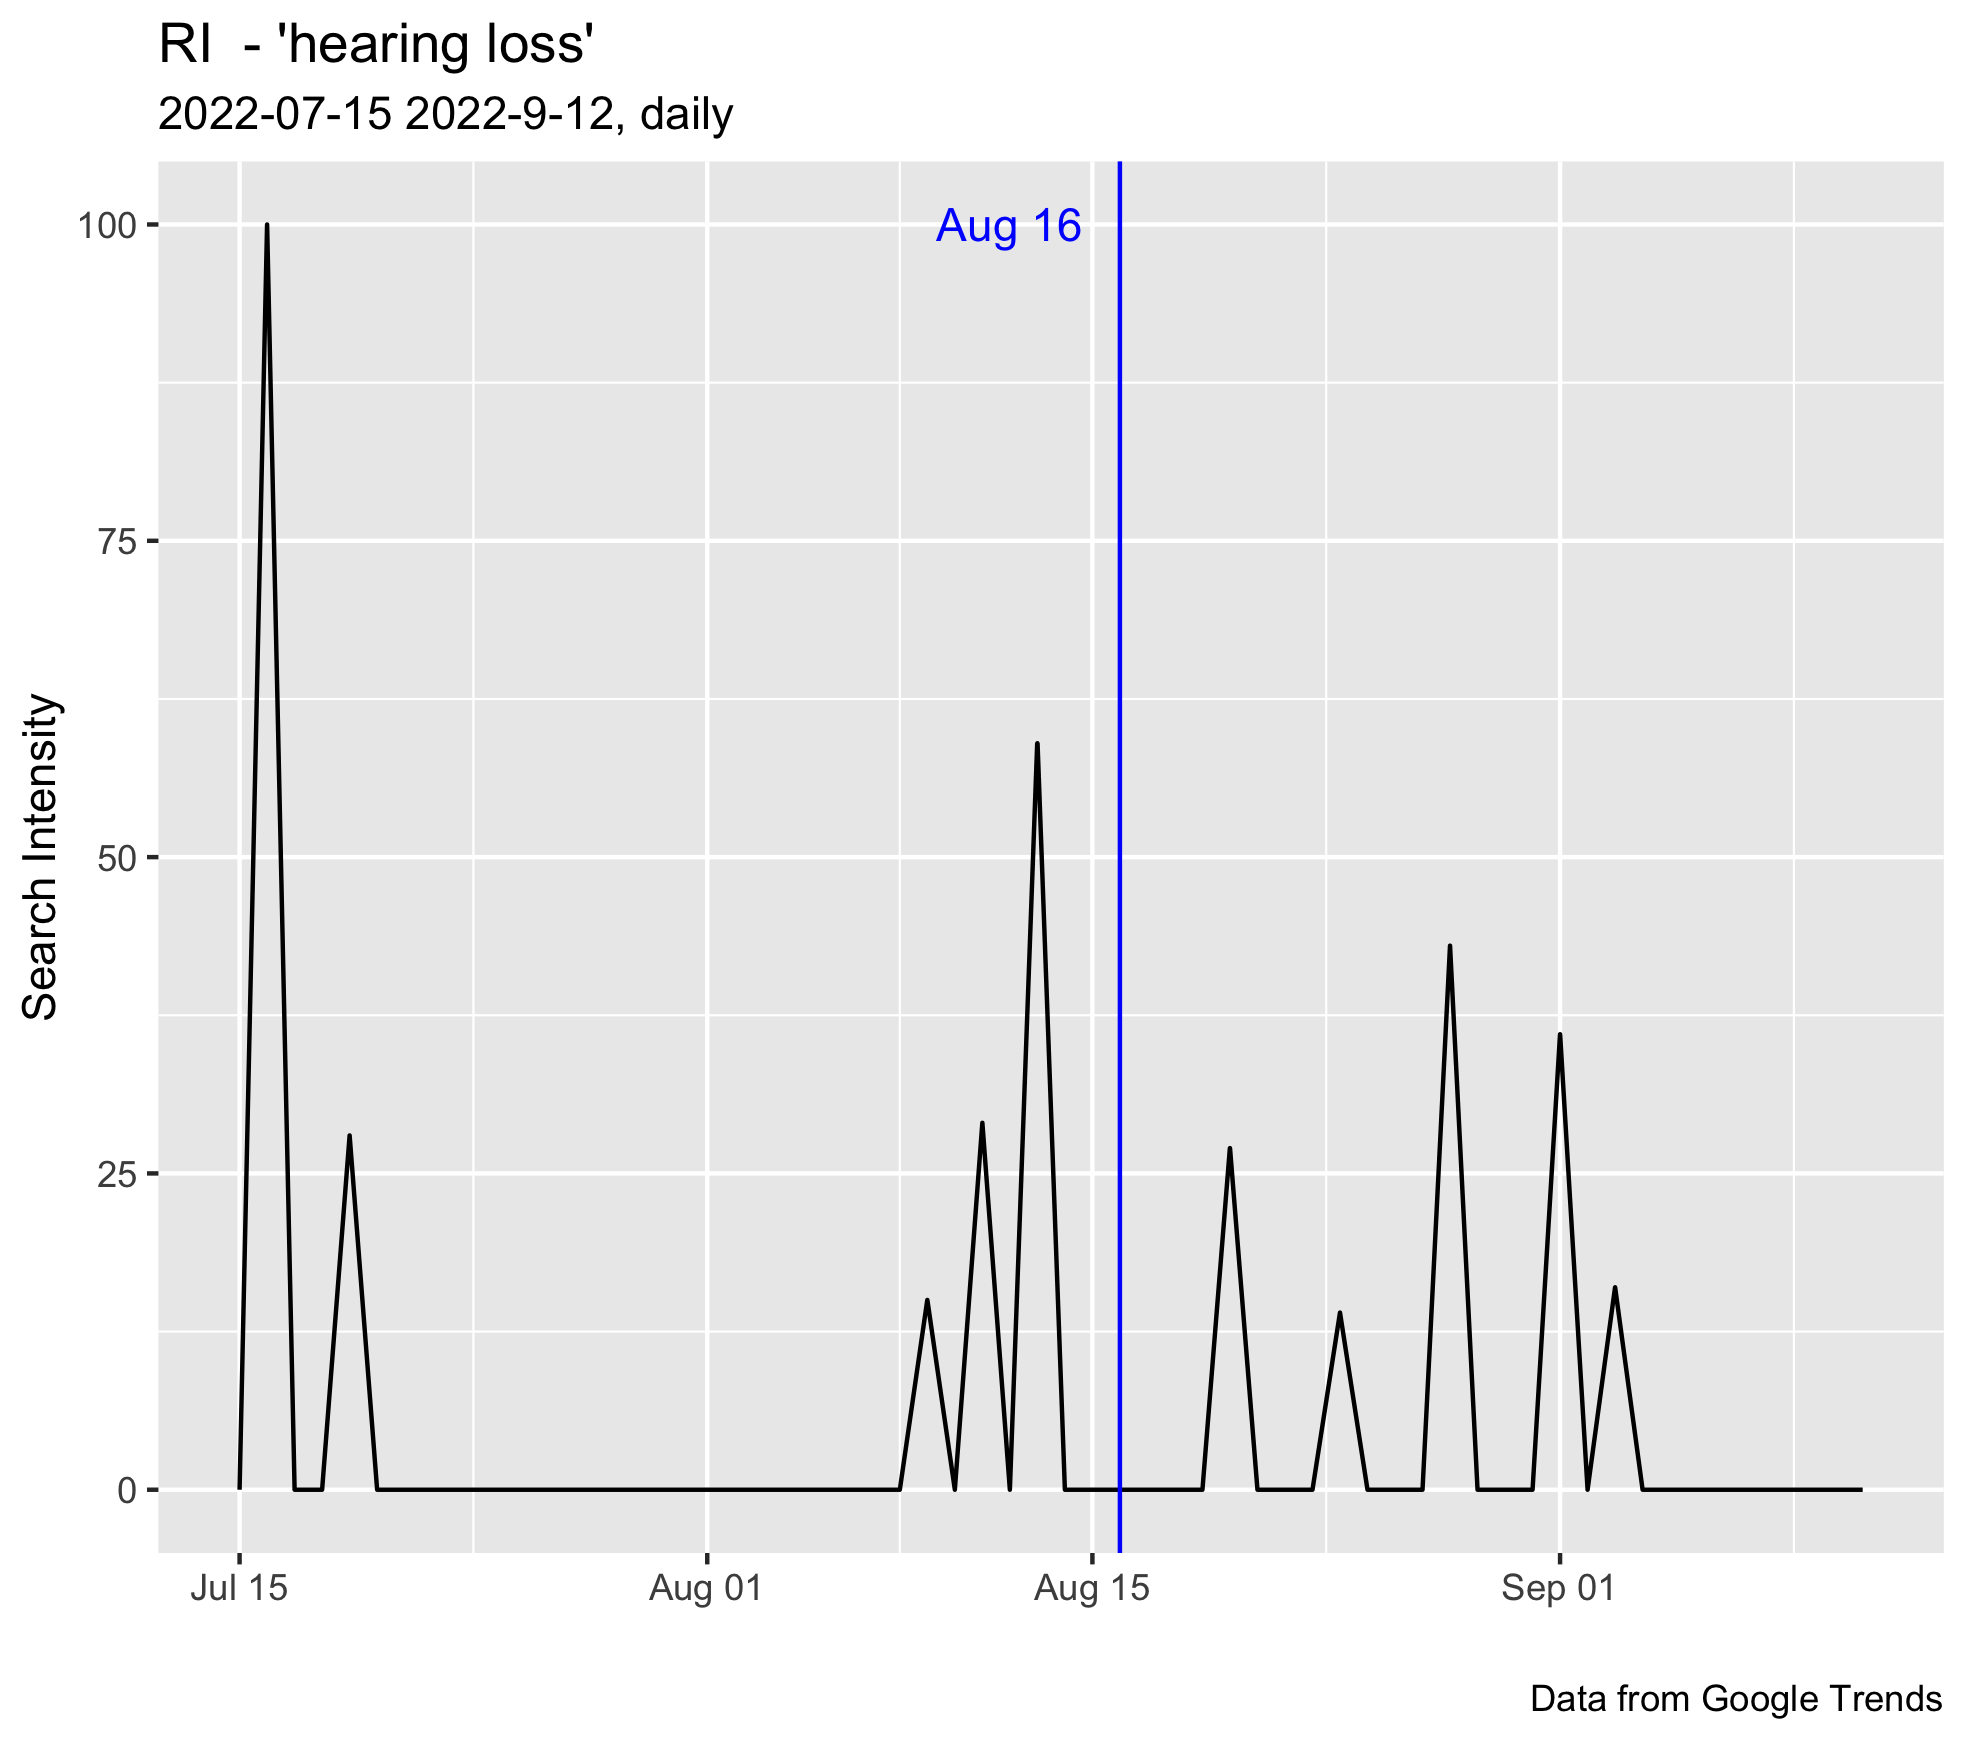 RI  - 'hearing loss'
2022-07-15 2022-9-12, daily
Aug 16
100
75
50
25
0
Search Intensity
Jul 15
Aug 01
Aug 15
Sep 01
Data from Google Trends